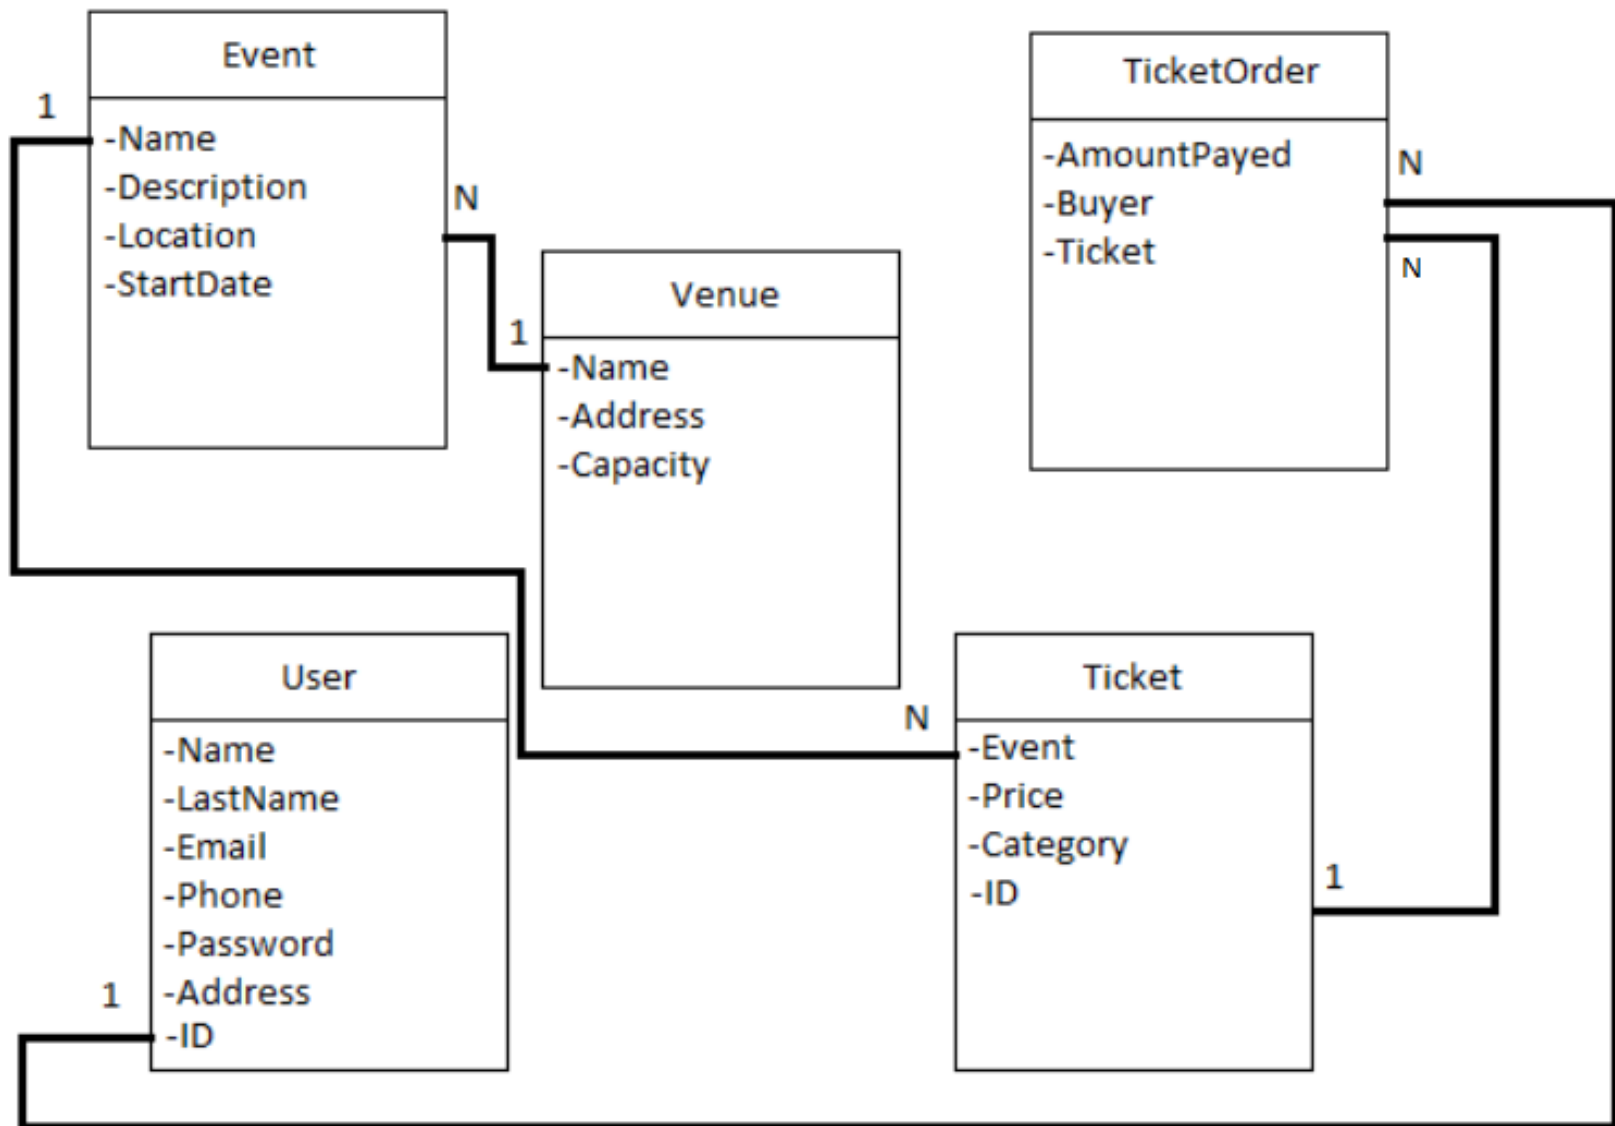 Event
1
-Name
-Description
-Location
-StartDate
N
TicketOrder
-AmountPayed
-Buyer
-Ticket
N
N
Venue
1
-Name
-Address
-Capacity
User
-Name
-LastName
-Email
-Phone
-Password
-Address
-ID
1
Ticket
N
-Event
-Price
-Category
-ID
1